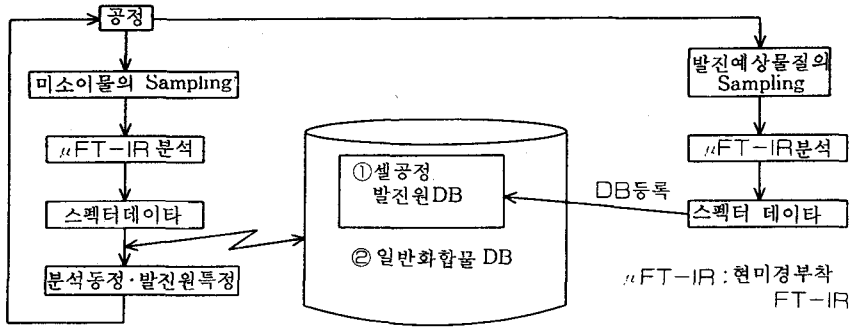 공정
미소이물의 Sampling
μFT-IR 분석
스펙터데이타
분석동정·발진원특정
①셀공정
발진원DB
② 일반화합물 DB
DB등록
발진예상물질의
Sampling
μFT-IR분석
스펙터 데이타
μFT-IR : 현미경부착
FT-IR